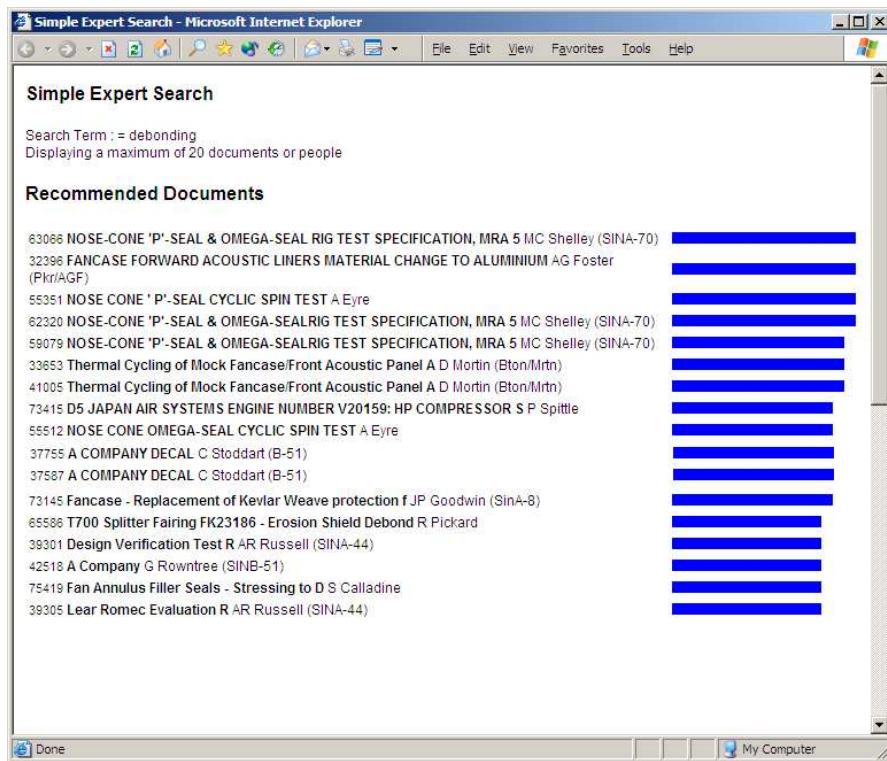 Simple Expert Search - Microsoft Internet Explorer
File Edit View Favorites Tools Help
Simple Expert Search
Search Term : = debonding
Displaying a maximum of 20 documents or people
Recommended Documents
63066 NOSE-CONE 'P'-SEAL & OMEGA-SEAL RIG TEST SPECIFICATION, MRA 5 MC Shelley (SINA-70)
32396 FANCASE FORWARD ACOUSTIC LINERS MATERIAL CHANGE TO ALUMINIUM AG Foster
(Pkr/AGF)
55351 NOSE CONE ' P'-SEAL CYCLIC SPIN TEST A Eyre
62320 NOSE-CONE 'P'-SEAL & OMEGA-SEALRIG TEST SPECIFICATION, MRA 5 MC Shelley (SINA-70)
59079 NOSE-CONE 'P'-SEAL & OMEGA-SEALRIG TEST SPECIFICATION, MRA 5 MC Shelley (SINA-70)
33653 Thermal Cycling of Mock Fancase/Front Acoustic Panel A D Mortin (Bton/Mrtn)
41005 Thermal Cycling of Mock Fancase/Front Acoustic Panel A D Mortin (Bton/Mrtn)
73415 D5 JAPAN AIR SYSTEMS ENGINE NUMBER V20159: HP COMPRESSOR S P Spittle
55512 NOSE CONE OMEGA-SEAL CYCLIC SPIN TEST A Eyre
37755 A COMPANY DECAL C Stoddart (B-51)
37587 A COMPANY DECAL C Stoddart (B-51)
73145 Fancase - Replacement of Kevlar Weave protection f JP Goodwin (SinA-8)
65586 T700 Splitter Fairing FK23186 - Erosion Shield Debond R Pickard
39301 Design Verification Test R AR Russell (SINA-44)
42518 A Company G Rowntree (SINB-51)
75419 Fan Annulus Filler Seals - Stressing to D S Calladine
39305 Lear Romec Evaluation R AR Russell (SINA-44)
Done My Computer